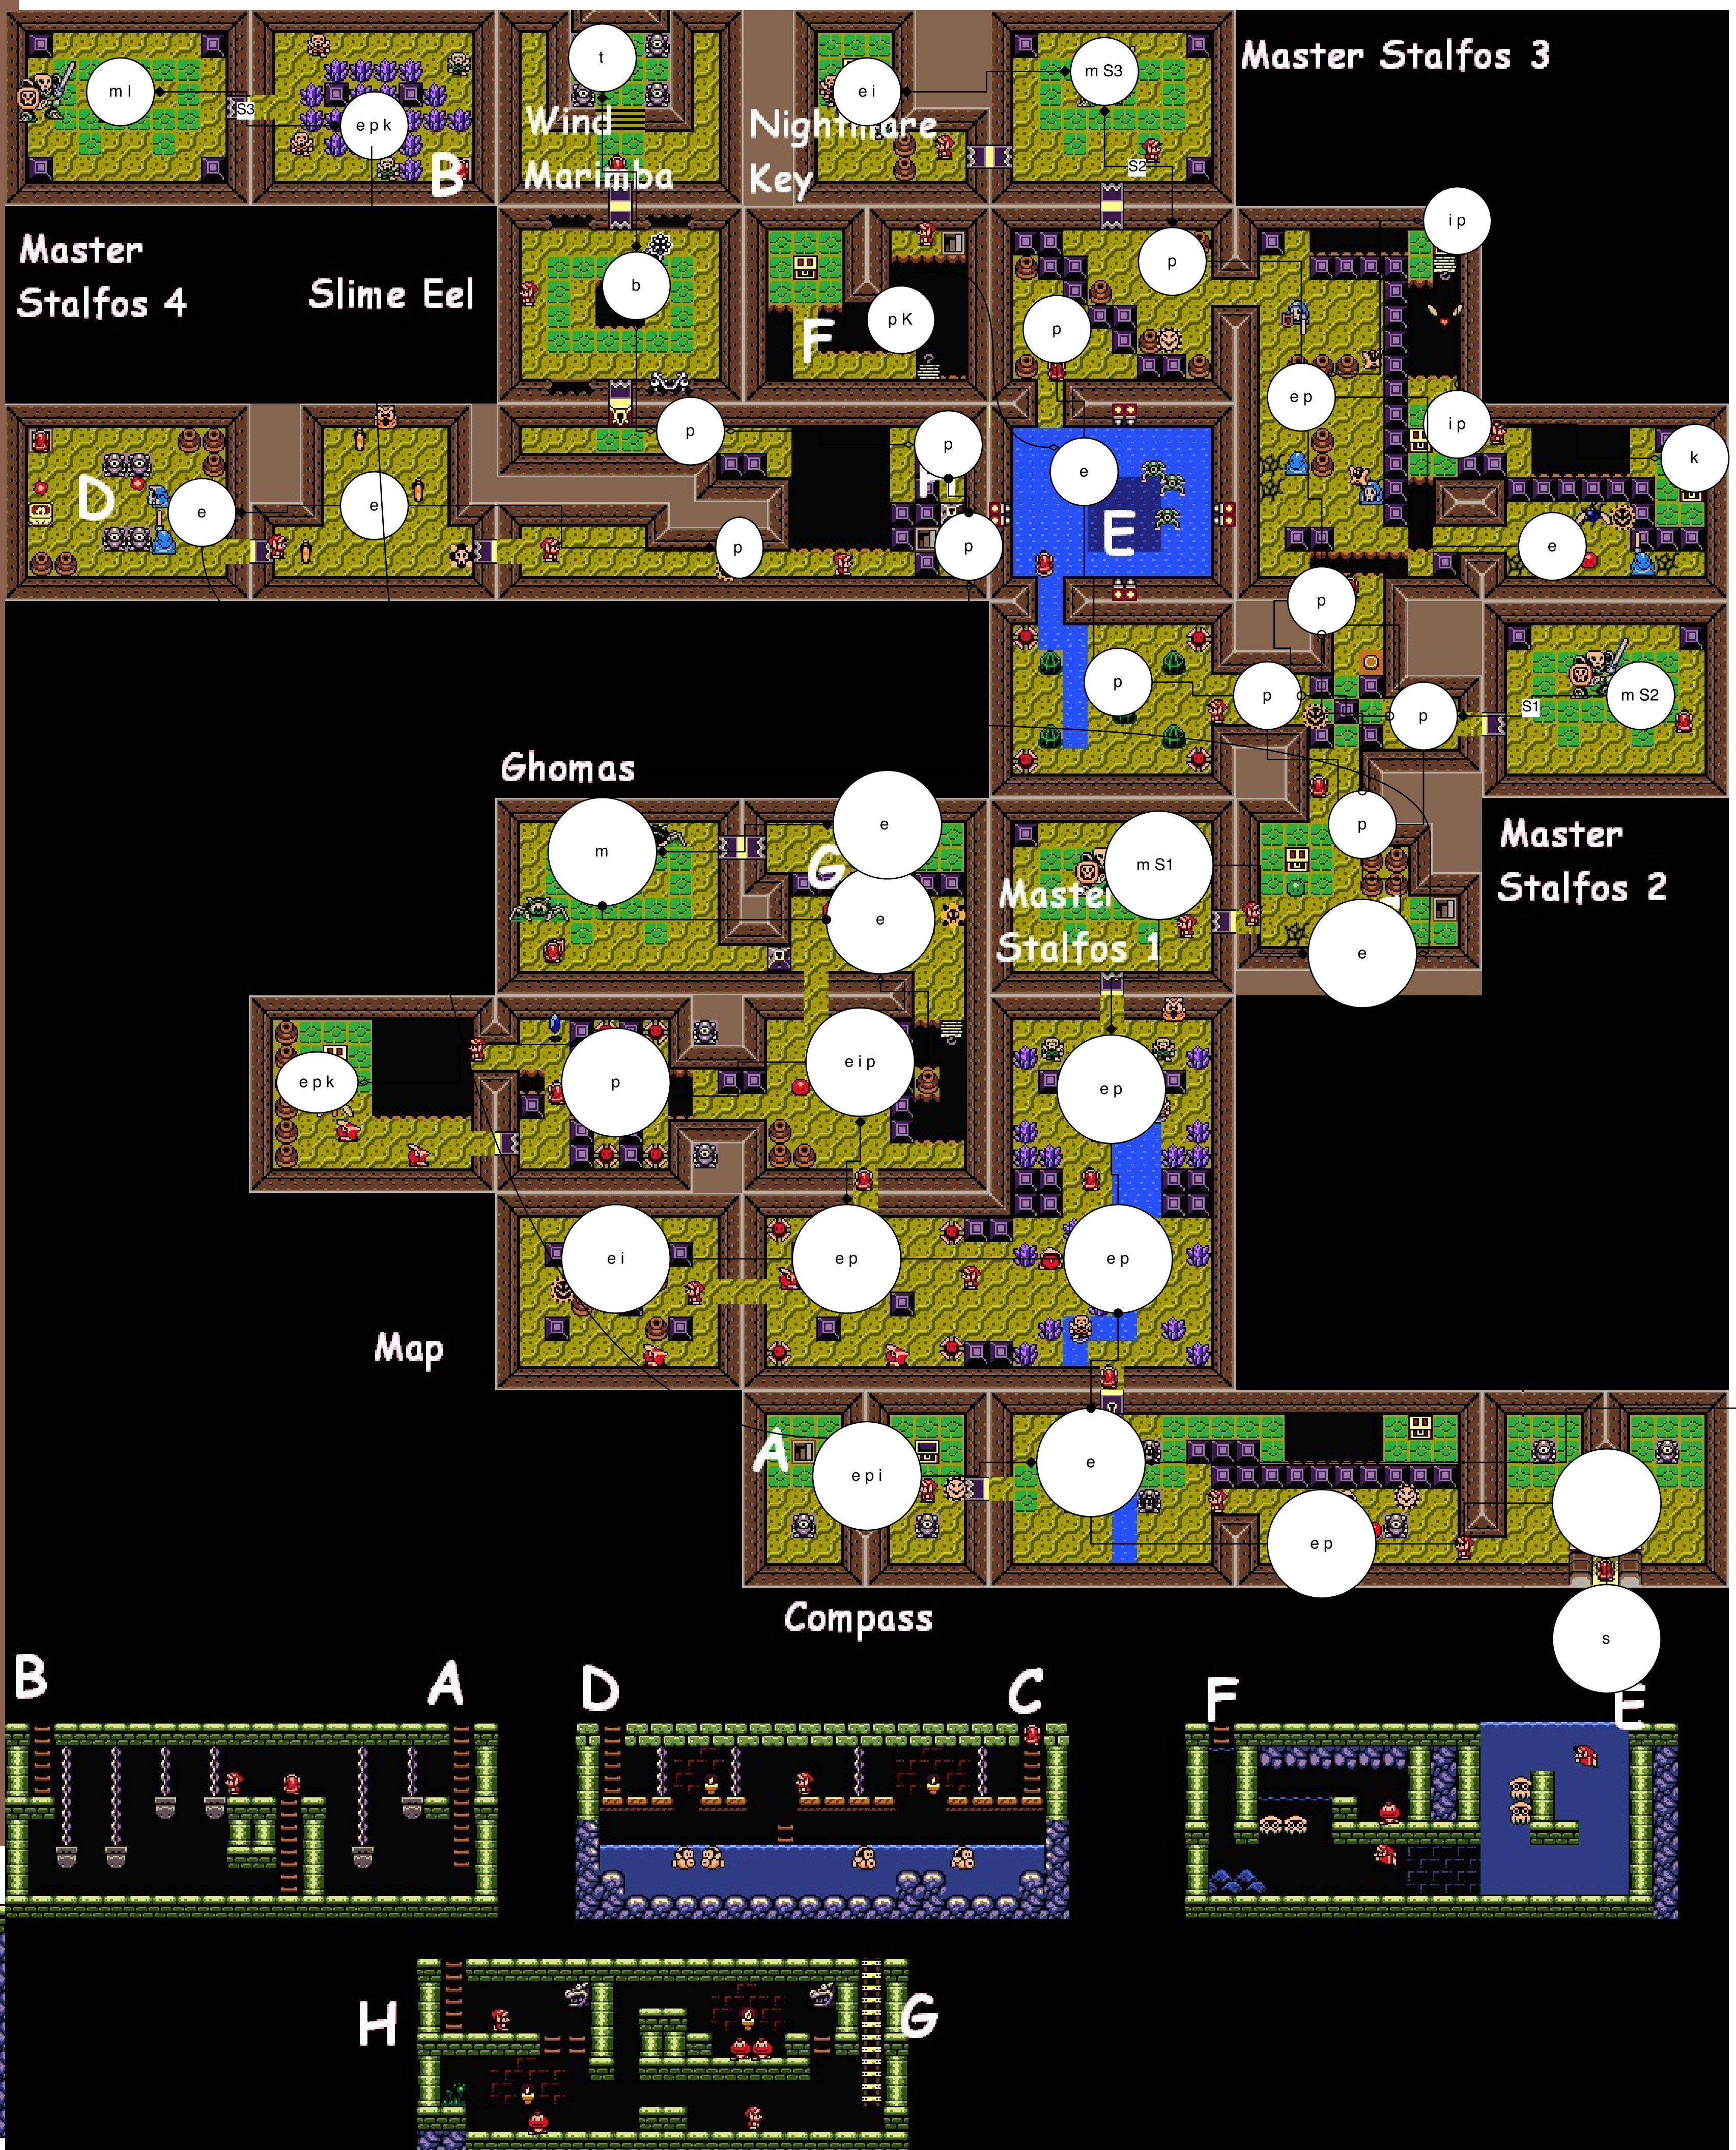 Master Stalfos 3
t
e i
m S3
m I
S3
e p k
B
Wind
Marimba
Nightmare
Key
S2
i p
Master
Stalfos 4
Slime Eel
p
b
F
p K
p
e p
i p
p
p
e
k
D
e
e
E
p
p
e
p
p
p
p
m S2
S1
Ghomas
Master
Stalfos 2
m
e
G
e
m S1
p
Master
Stalfos 1
e
e p k
p
e i p
e p
e i
e p
e p
Map
A
e p i
e
e p
Compass
s
B
A
D
C
F
E
H
G